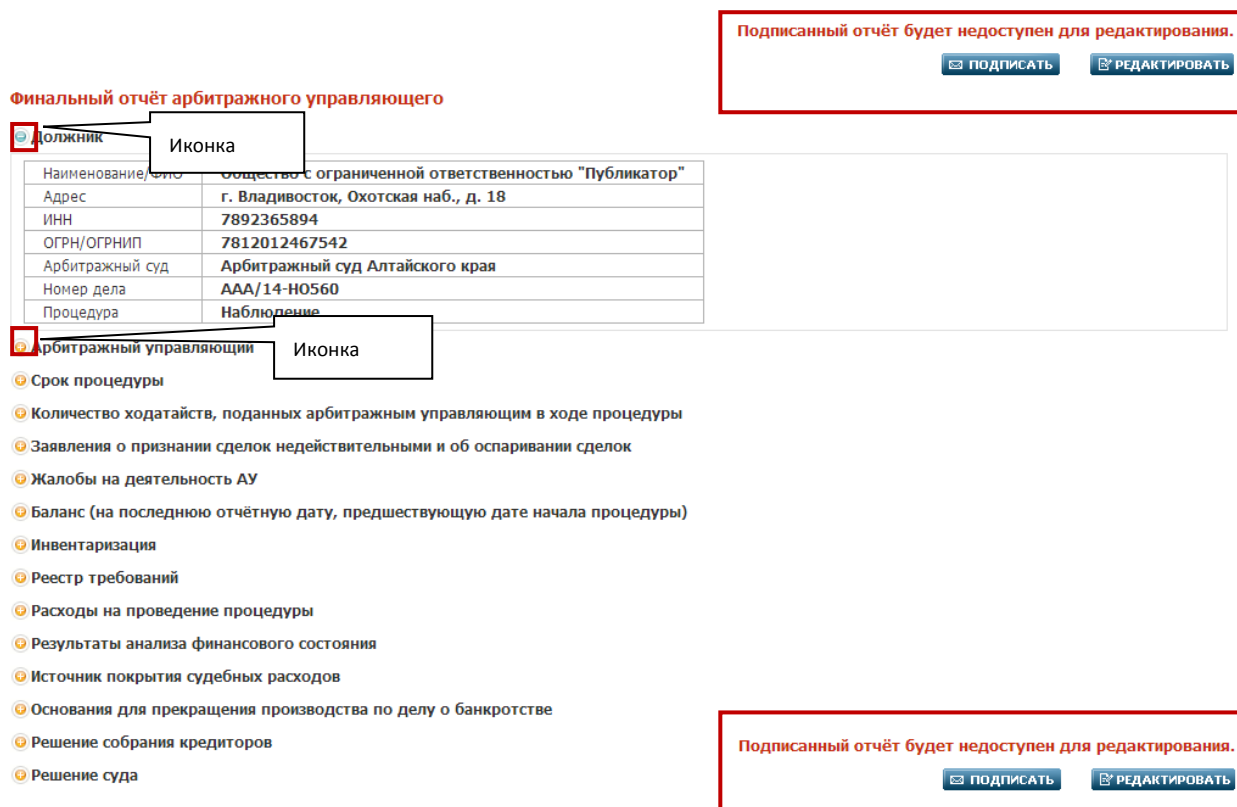 Подписанный отчёт будет недоступен для редактирования.
ПОДПИСАТЬ РЕДАКТИРОВАТЬ
Финальный отчёт арбитражного управляющего
Должник
Иконка
Наименование/ФИО Общество с ограниченной ответственностью "Публикатор"
Адрес г. Владивосток, Охотская наб., д. 18
ИНН 7892365894
ОГРН/ОГРНИП 7812012467542
Арбитражный суд Арбитражный суд Алтайского края
Номер дела ААА/14-НО560
Процедура Наблюдение
Арбитражный управляющий
Иконка
Срок процедуры
Количество ходатайств, поданных арбитражным управляющим в ходе процедуры
Заявления о признании сделок недействительными и об оспаривании сделок
Жалобы на деятельность АУ
Баланс (на последнюю отчётную дату, предшествующую дате начала процедуры)
Инвентаризация
Реестр требований
Расходы на проведение процедуры
Результаты анализа финансового состояния
Источник покрытия судебных расходов
Основания для прекращения производства по делу о банкротстве
Решение собрания кредиторов
Решение суда
Подписанный отчёт будет недоступен для редактирования.
ПОДПИСАТЬ РЕДАКТИРОВАТЬ